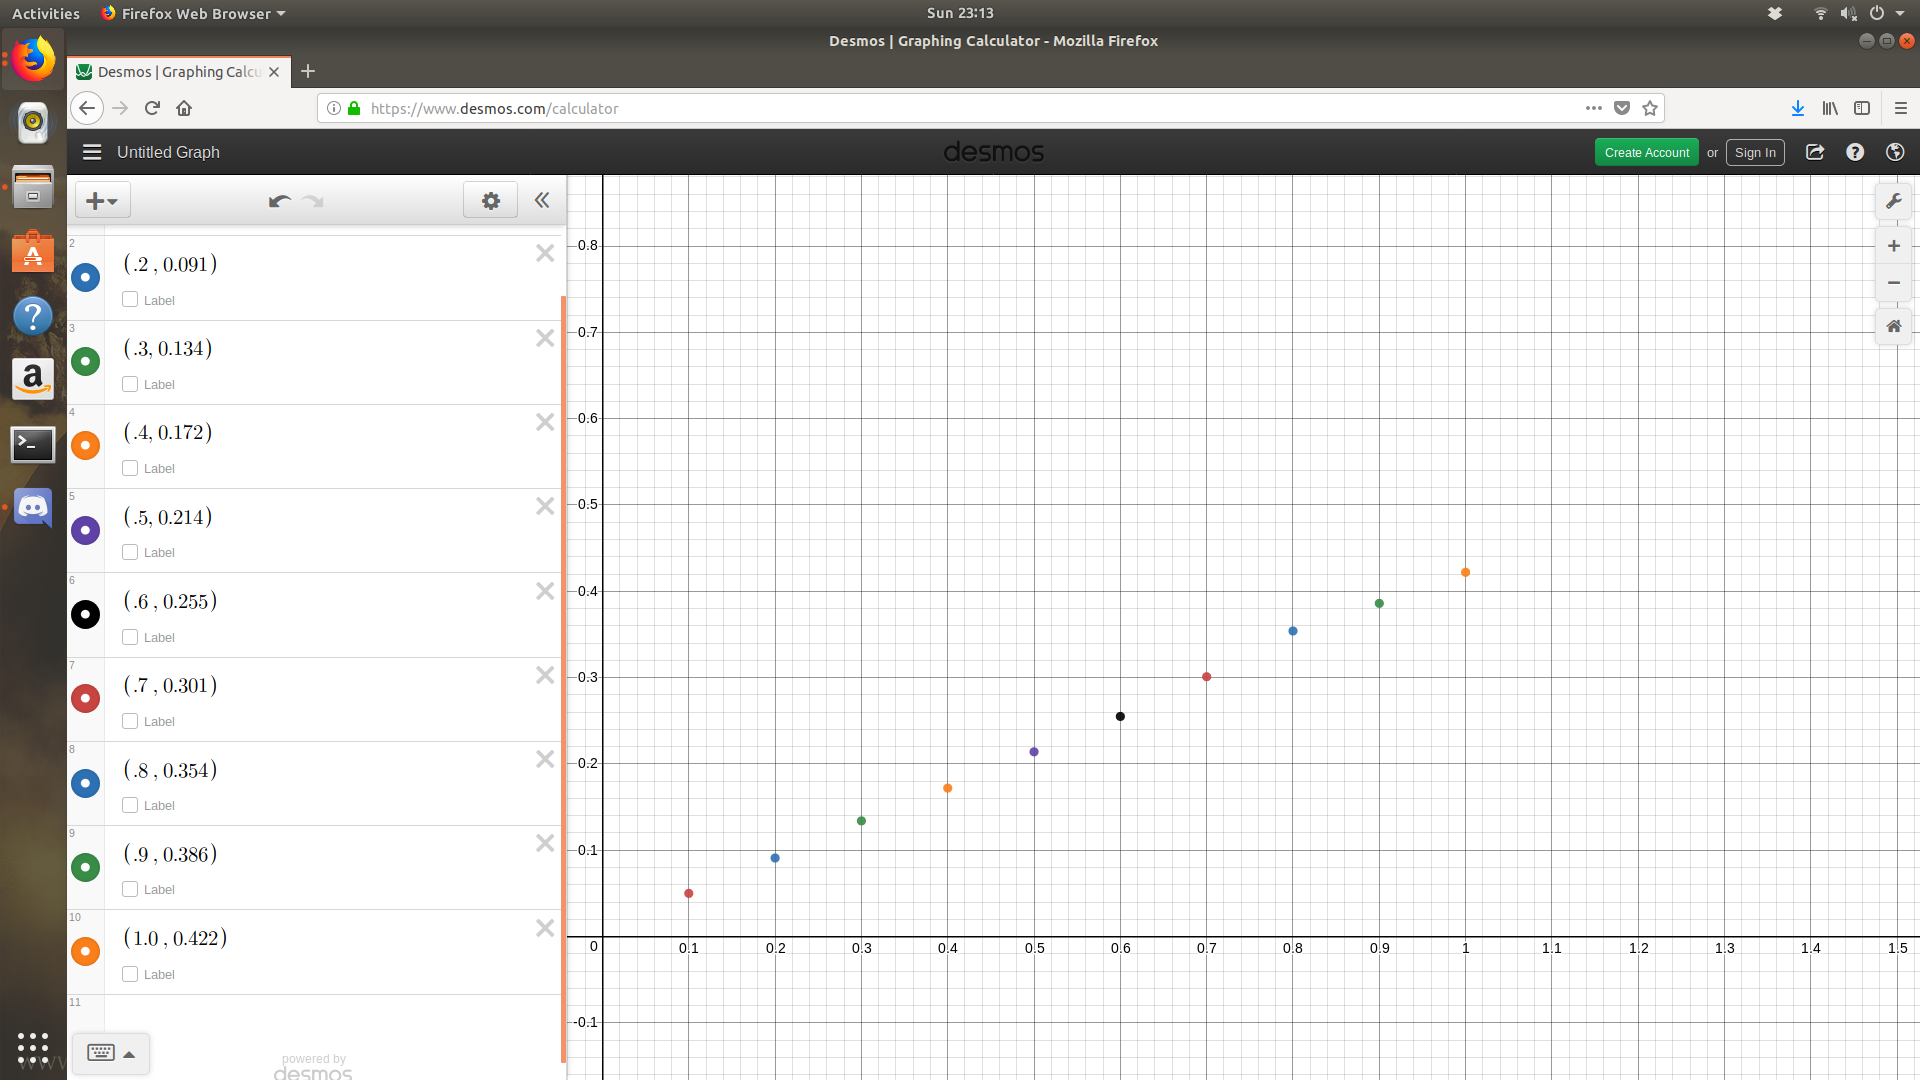 Activities Firefox Web Browser Sun 23:13
Desmos | Graphing Calculator - Mozilla Firefox
Desmos | Graphing Calcu
https://www.desmos.com/calculator
Untitled Graph desmos Create Account or Sign In
2
(.2 , 0.091)
Label
3
(.3, 0.134)
Label
4
(.4, 0.172)
Label
5
(.5, 0.214)
Label
6
(.6 , 0.255)
Label
7
(.7 , 0.301)
Label
8
(.8 , 0.354)
Label
9
(.9 , 0.386)
Label
10
(1.0 , 0.422)
Label
11
powered by
desmos
0.8
0.7
0.6
0.5
0.4
0.3
0.2
0.1
0 0.1 0.2 0.3 0.4 0.5 0.6 0.7 0.8 0.9 1 1.1 1.2 1.3 1.4 1.5
-0.1